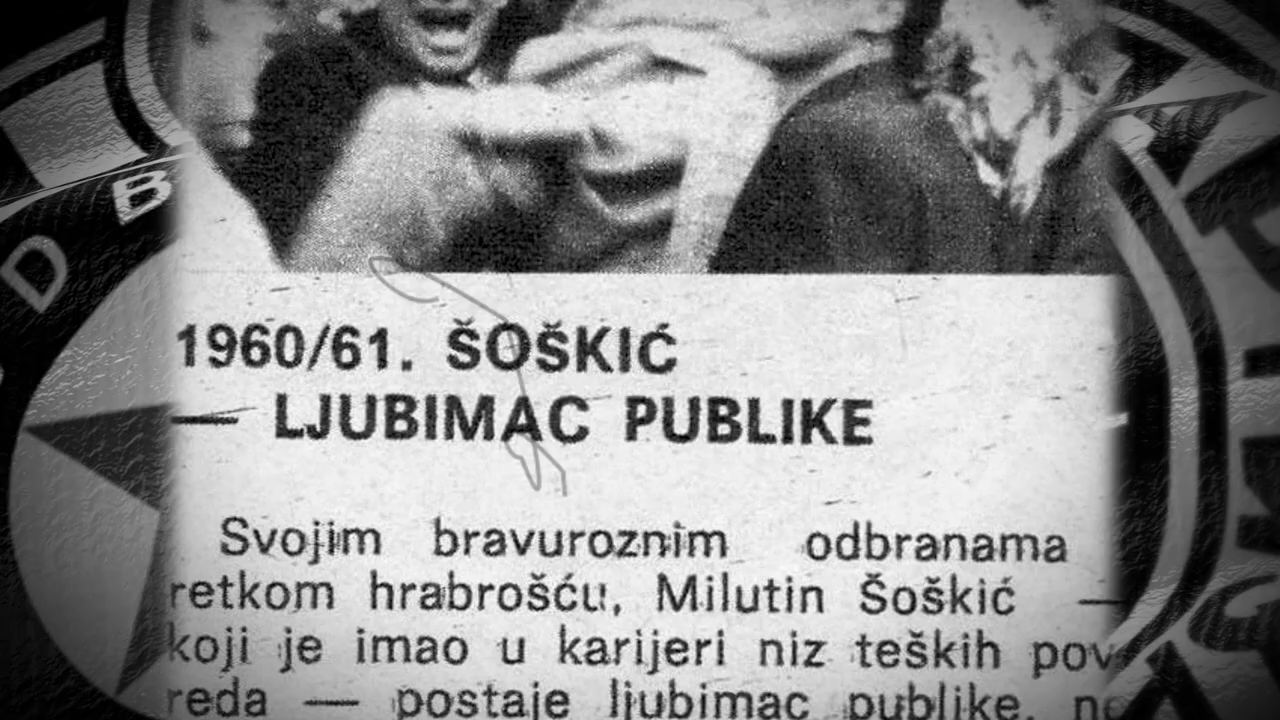 D B
1960/61. ŠOŠKIĆ
— LJUBIMAC PUBLIKE
Svojim bravuroznim odbranama
retkom hrabrošću, Milutin Šoškić —
koji je imao u karijeri niz teških pov
reda — postaje ljubimac publike,